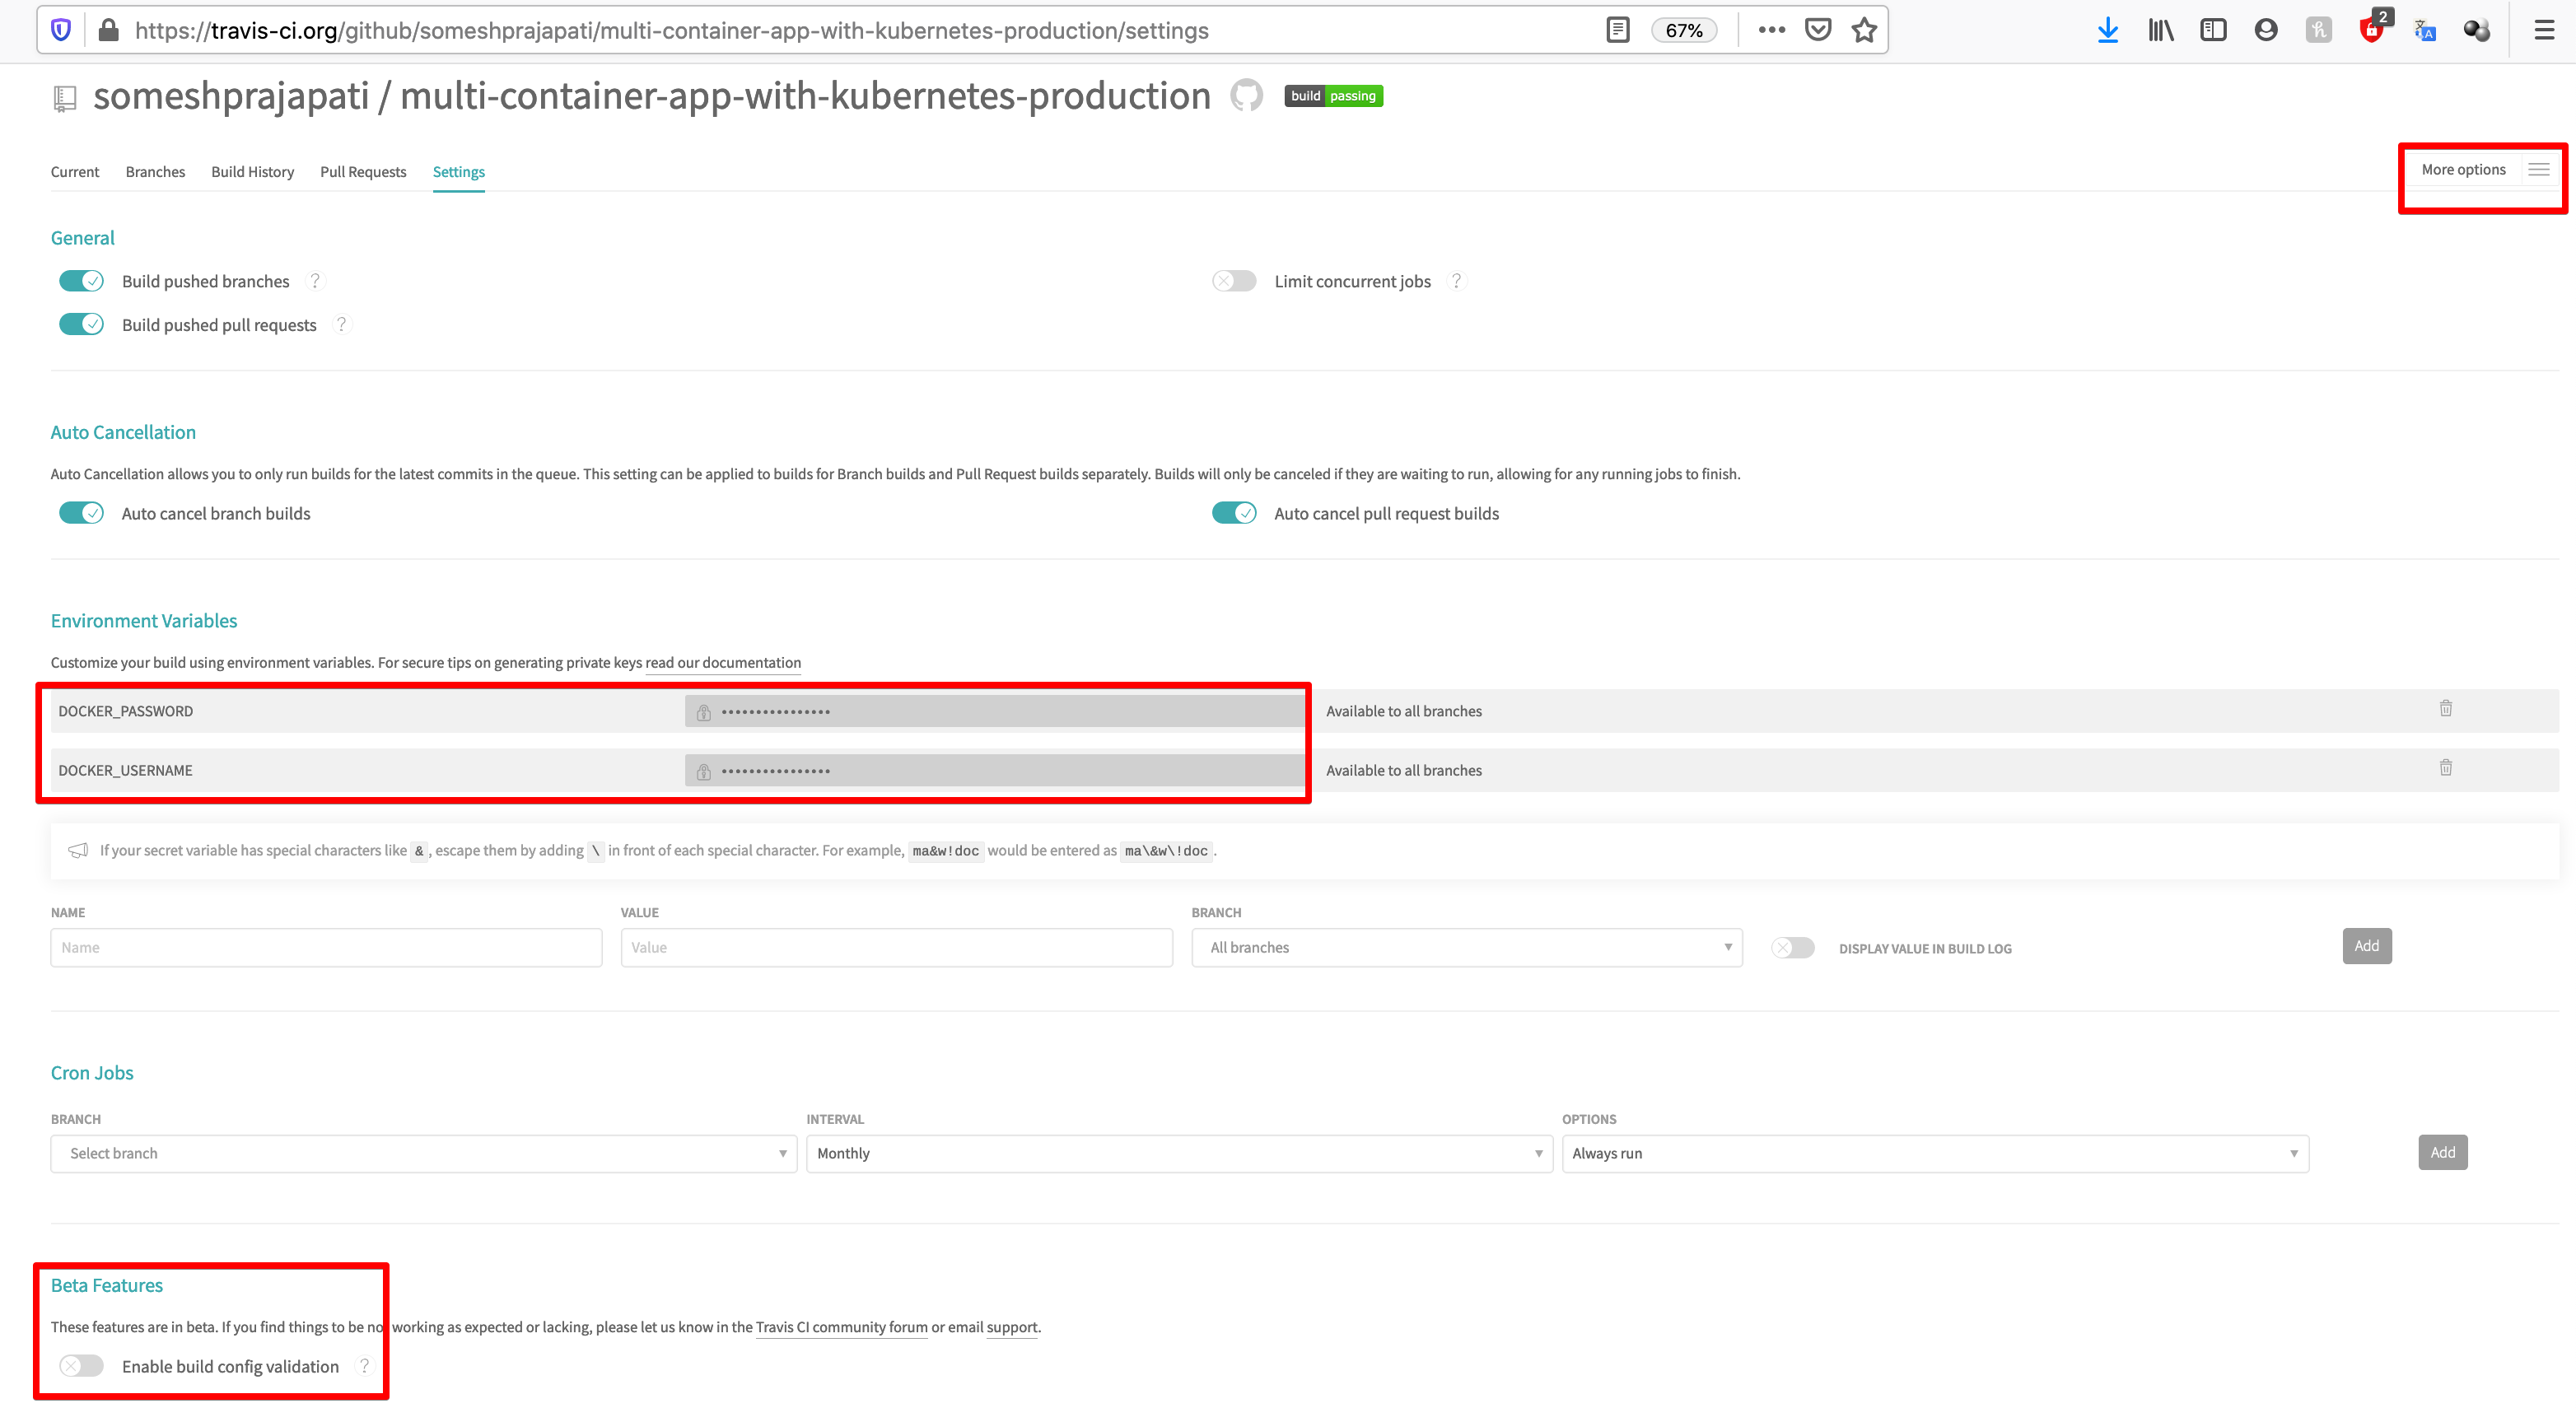 https://travis-ci.org/github/someshprajapati/multi-container-app-with-kubernetes-production/settings 67% 2
someshprajapati / multi-container-app-with-kubernetes-production build passing
Current Branches Build History Pull Requests Settings More options
General
Build pushed branches ? Limit concurrent jobs ?
Build pushed pull requests ?
Auto Cancellation
Auto Cancellation allows you to only run builds for the latest commits in the queue. This setting can be applied to builds for Branch builds and Pull Request builds separately. Builds will only be canceled if they are waiting to run, allowing for any running jobs to finish.
Auto cancel branch builds Auto cancel pull request builds
Environment Variables
Customize your build using environment variables. For secure tips on generating private keys read our documentation
DOCKER_PASSWORD •••••••••••••••• Available to all branches
DOCKER_USERNAME •••••••••••••••• Available to all branches
If your secret variable has special characters like &, escape them by adding \ in front of each special character. For example, ma&w!doc would be entered as ma\&w\!doc.
NAME VALUE BRANCH
Name Value All branches DISPLAY VALUE IN BUILD LOG Add
Cron Jobs
BRANCH INTERVAL OPTIONS
Select branch Monthly Always run Add
Beta Features
These features are in beta. If you find things to be no working as expected or lacking, please let us know in the Travis CI community forum or email support.
Enable build config validation ?